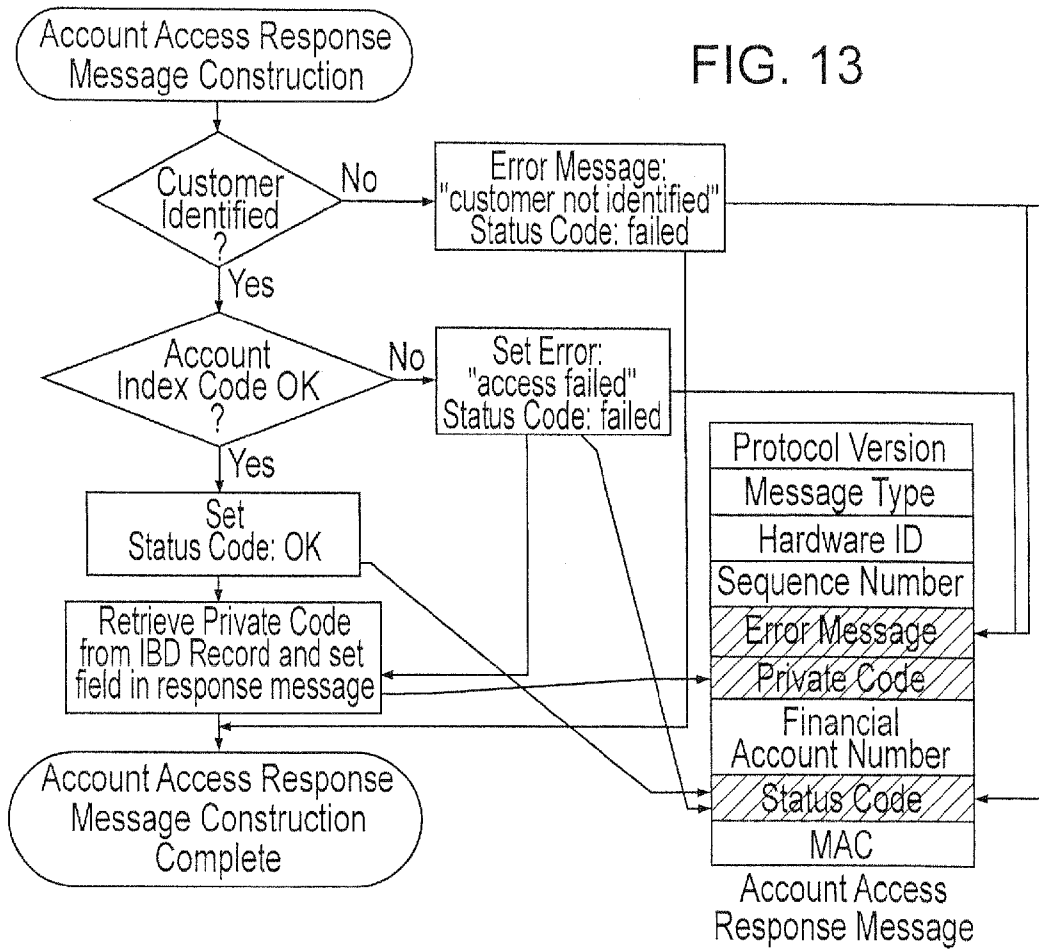 Account Access Response
Message Construction
FIG. 13
Customer
Identified
?
No
Yes
Error Message:
"customer not identified"
Status Code: failed
Account
Index Code OK
?
No
Yes
Set Error:
"access failed"
Status Code: failed
Set
Status Code: OK
Retrieve Private Code
from IBD Record and set
field in response message
Account Access Response
Message Construction
Complete
Protocol Version
Message Type
Hardware ID
Sequence Number
Error Message
Private Code
Financial
Account Number
Status Code
MAC
Account Access
Response Message